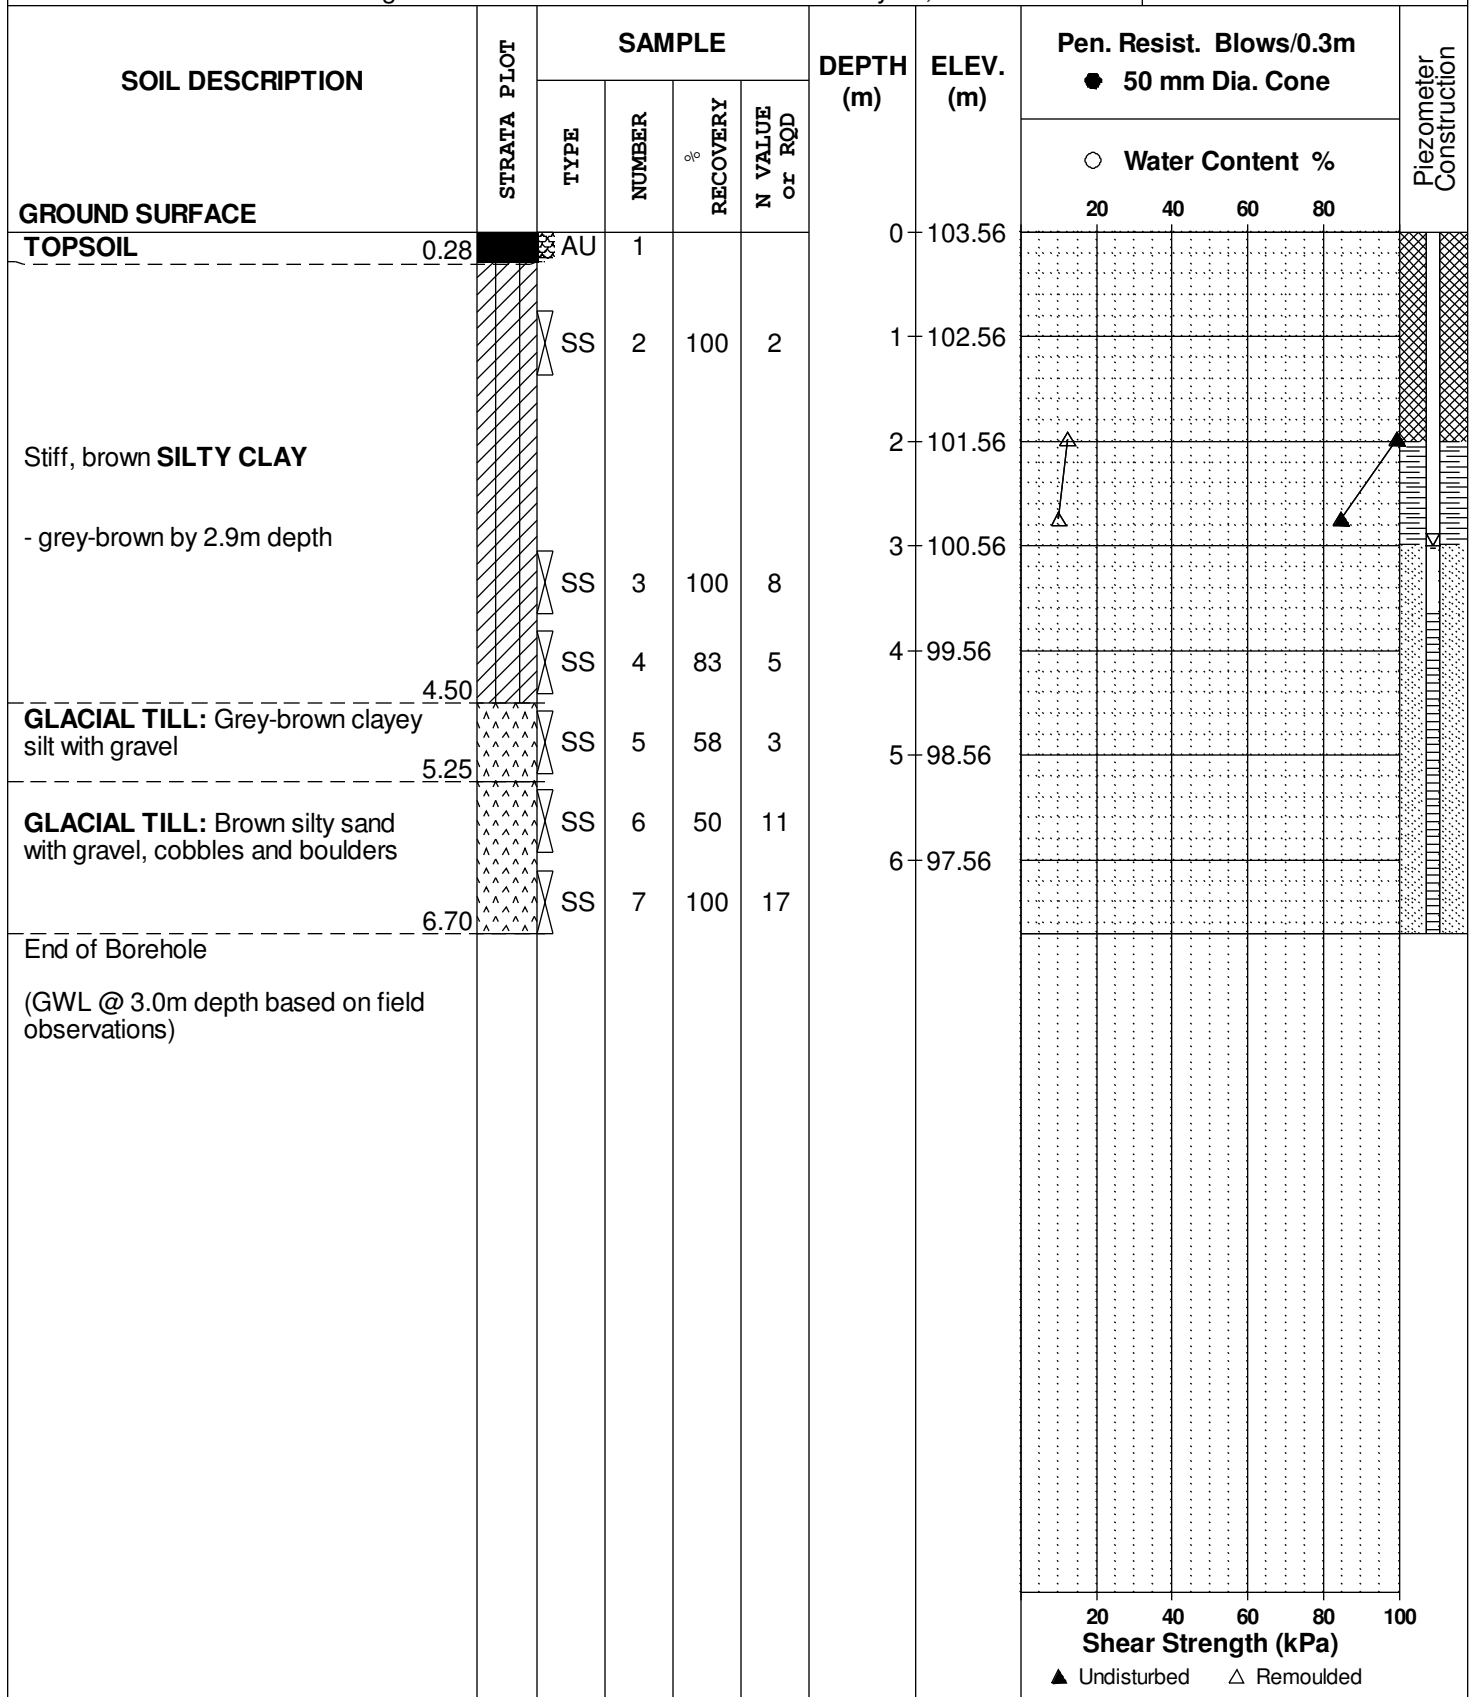 SOIL DESCRIPTION
GROUND SURFACE
STRATA PLOT
SAMPLE
TYPE
NUMBER
% RECOVERY
N VALUE or RQD
DEPTH (m)
ELEV. (m)
Pen. Resist. Blows/0.3m
● 50 mm Dia. Cone
○ Water Content %
20 40 60 80
Piezometer Construction
TOPSOIL 0.28
AU 1
0 103.56
SS 2 100 2
1 102.56
2 101.56
Stiff, brown SILTY CLAY
- grey-brown by 2.9m depth
3 100.56
SS 3 100 8
4 99.56
SS 4 83 5
4.50
GLACIAL TILL: Grey-brown clayey
silt with gravel
5.25
SS 5 58 3
5 98.56
GLACIAL TILL: Brown silty sand
with gravel, cobbles and boulders
SS 6 50 11
6 97.56
SS 7 100 17
6.70
End of Borehole
(GWL @ 3.0m depth based on field
observations)
20 40 60 80 100
Shear Strength (kPa)
▲ Undisturbed △ Remoulded